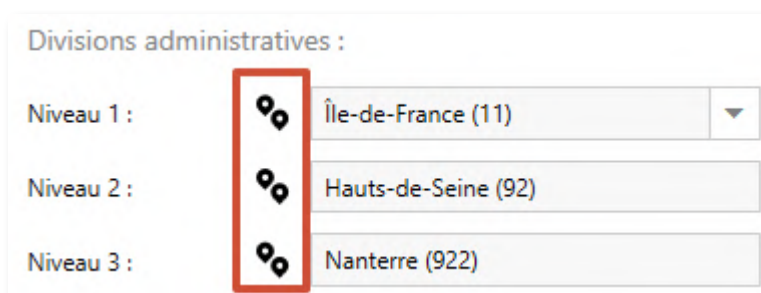 Divisions administratives :
Niveau 1 : Île-de-France (11)
Niveau 2 : Hauts-de-Seine (92)
Niveau 3 : Nanterre (922)